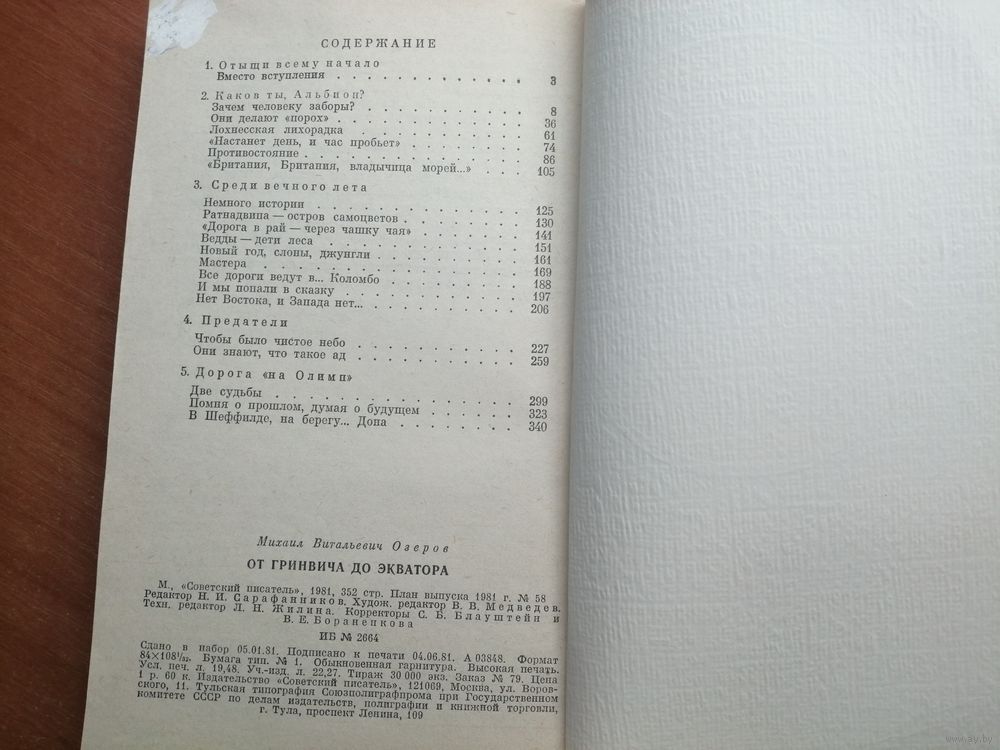 СОДЕРЖАНИЕ
1. Отыщи всему начало
Вместо вступления . . . . . . . . . . . . 3
2. Каков ты, Альбион?
Зачем человеку заборы? . . . . . . . . . . 8
Они делают «порох» . . . . . . . . . . . . 36
Лохнесская лихорадка . . . . . . . . . . . 61
«Настанет день, и час пробьет» . . . . . . . 74
Противостояние . . . . . . . . . . . . . 86
«Британия, Британия, владычица морей...» . . . 105
3. Среди вечного лета
Немного истории . . . . . . . . . . . . . 125
Ратнадвипа — остров самоцветов . . . . . . . 130
«Дорога в рай — через чашку чая» . . . . . . . 141
Ведды — дети леса . . . . . . . . . . . . 151
Новый год, слоны, джунгли . . . . . . . . . 161
Мастера . . . . . . . . . . . . . . . . 169
Все дороги ведут в... Коломбо . . . . . . . . 188
И мы попали в сказку . . . . . . . . . . . 197
Нет Востока, и Запада нет... . . . . . . . . . 206
4. Предатели
Чтобы было чистое небо . . . . . . . . . . 227
Они знают, что такое ад . . . . . . . . . . 259
5. Дорога «на Олимп»
Две судьбы . . . . . . . . . . . . . . . 299
Помня о прошлом, думая о будущем . . . . . . 323
В Шеффилде, на берегу... Дона . . . . . . . . 340
Михаил Витальевич Озеров
ОТ ГРИНВИЧА ДО ЭКВАТОРА
М., «Советский писатель», 1981, 352 стр. План выпуска 1981 г. № 58
Редактор Н. И. Сарафанников. Худож. редактор В. В. Медведев.
Техн. редактор Л. Н. Жилина. Корректоры С. Б. Блауштейн и
В. Е. Бораненкова
ИБ № 2664
Сдано в набор 05.01.81. Подписано к печати 04.06.81. А 03848. Формат
84×108¹/₃₂. Бумага тип. № 1. Обыкновенная гарнитура. Высокая печать.
Усл. печ. л. 19,48. Уч.-изд. л. 22,27. Тираж 30 000 экз. Заказ № 79. Цена
1 р. 60 к. Издательство «Советский писатель», 121069, Москва, ул. Воров-
ского, 11. Тульская типография Союзполиграфпрома при Государственном
комитете СССР по делам издательств, полиграфии и книжной торговли,
г. Тула, проспект Ленина, 109
www.ay.by